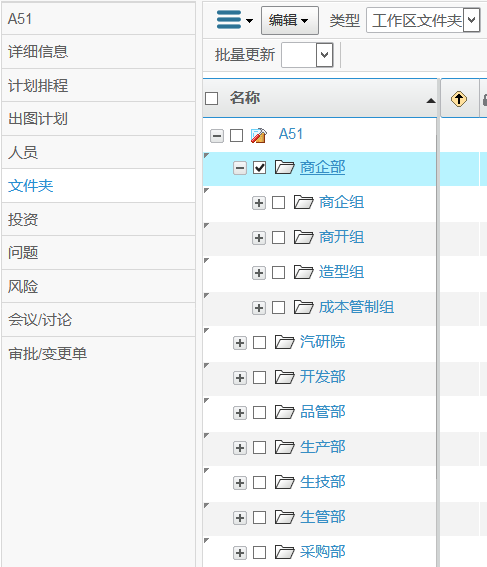 A51
详细信息
计划排程
出图计划
人员
文件夹
投资
问题
风险
会议/讨论
审批/变更单
编辑 类型 工作区文件夹
批量更新
名称
A51
商企部
商企组
商开组
造型组
成本管制组
汽研院
开发部
品管部
生产部
生技部
生管部
采购部